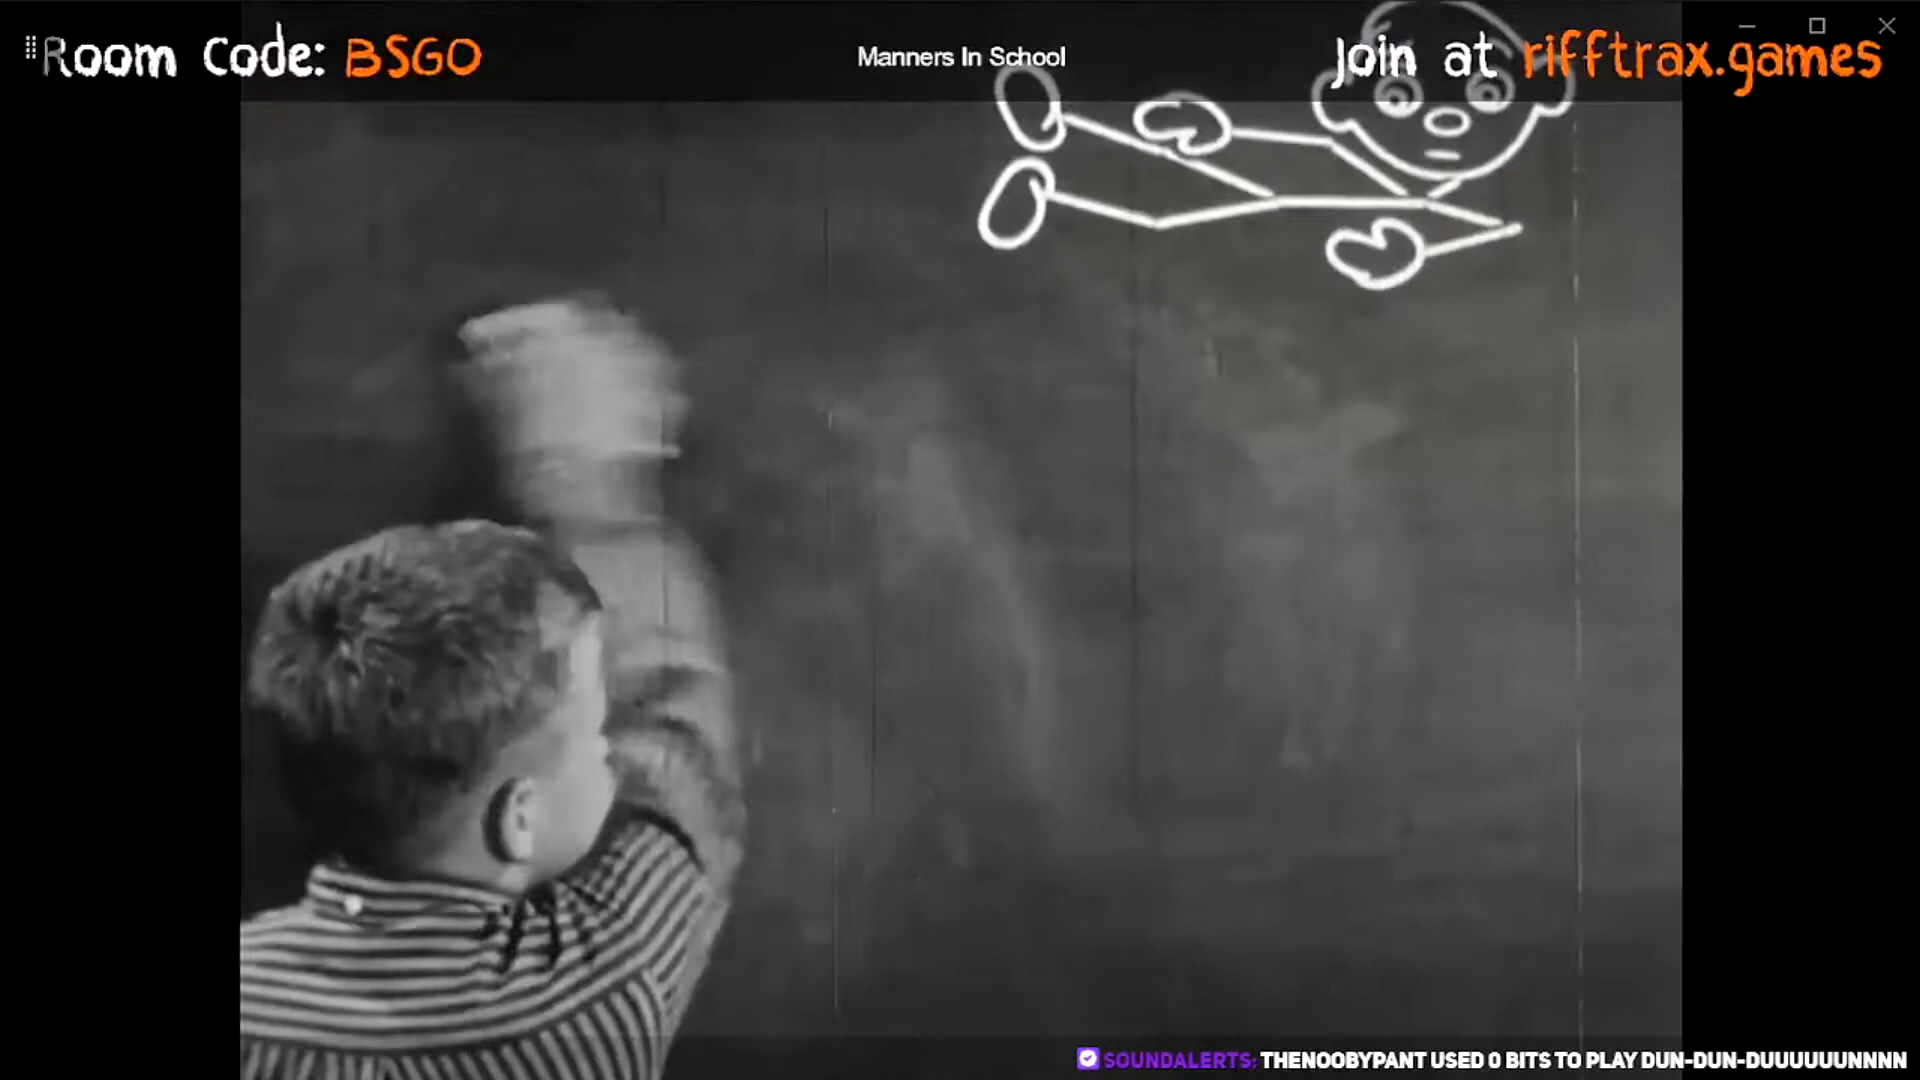 Room Code: BSGO
Manners In School
Join at rifftrax.games
SOUNDALERTS: THENOOBYPANT USED 0 BITS TO PLAY DUN-DUN-DUUUUUUNNNN